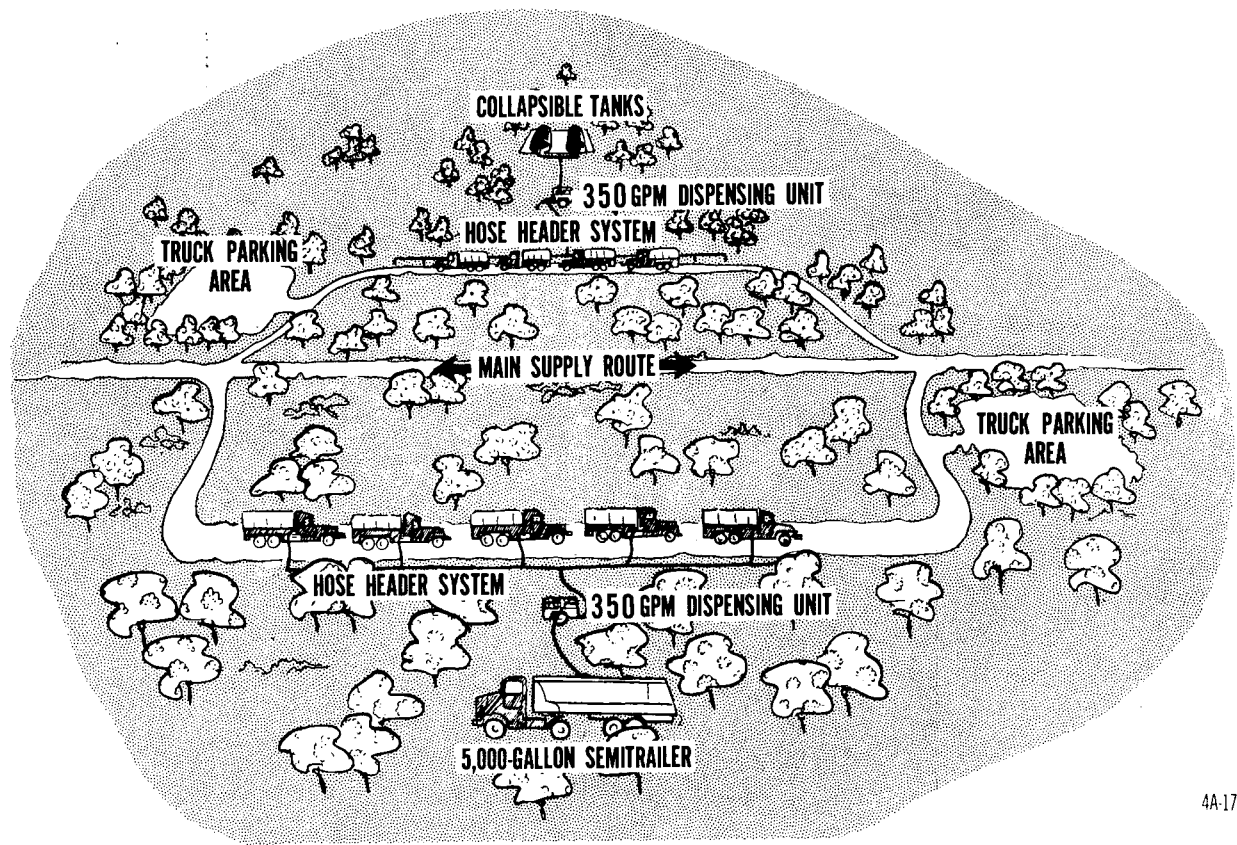 COLLAPSIBLE TANKS
350 GPM DISPENSING UNIT
HOSE HEADER SYSTEM
TRUCK PARKING
AREA
MAIN SUPPLY ROUTE
TRUCK PARKING
AREA
HOSE HEADER SYSTEM
350 GPM DISPENSING UNIT
5,000-GALLON SEMITRAILER
4A-17